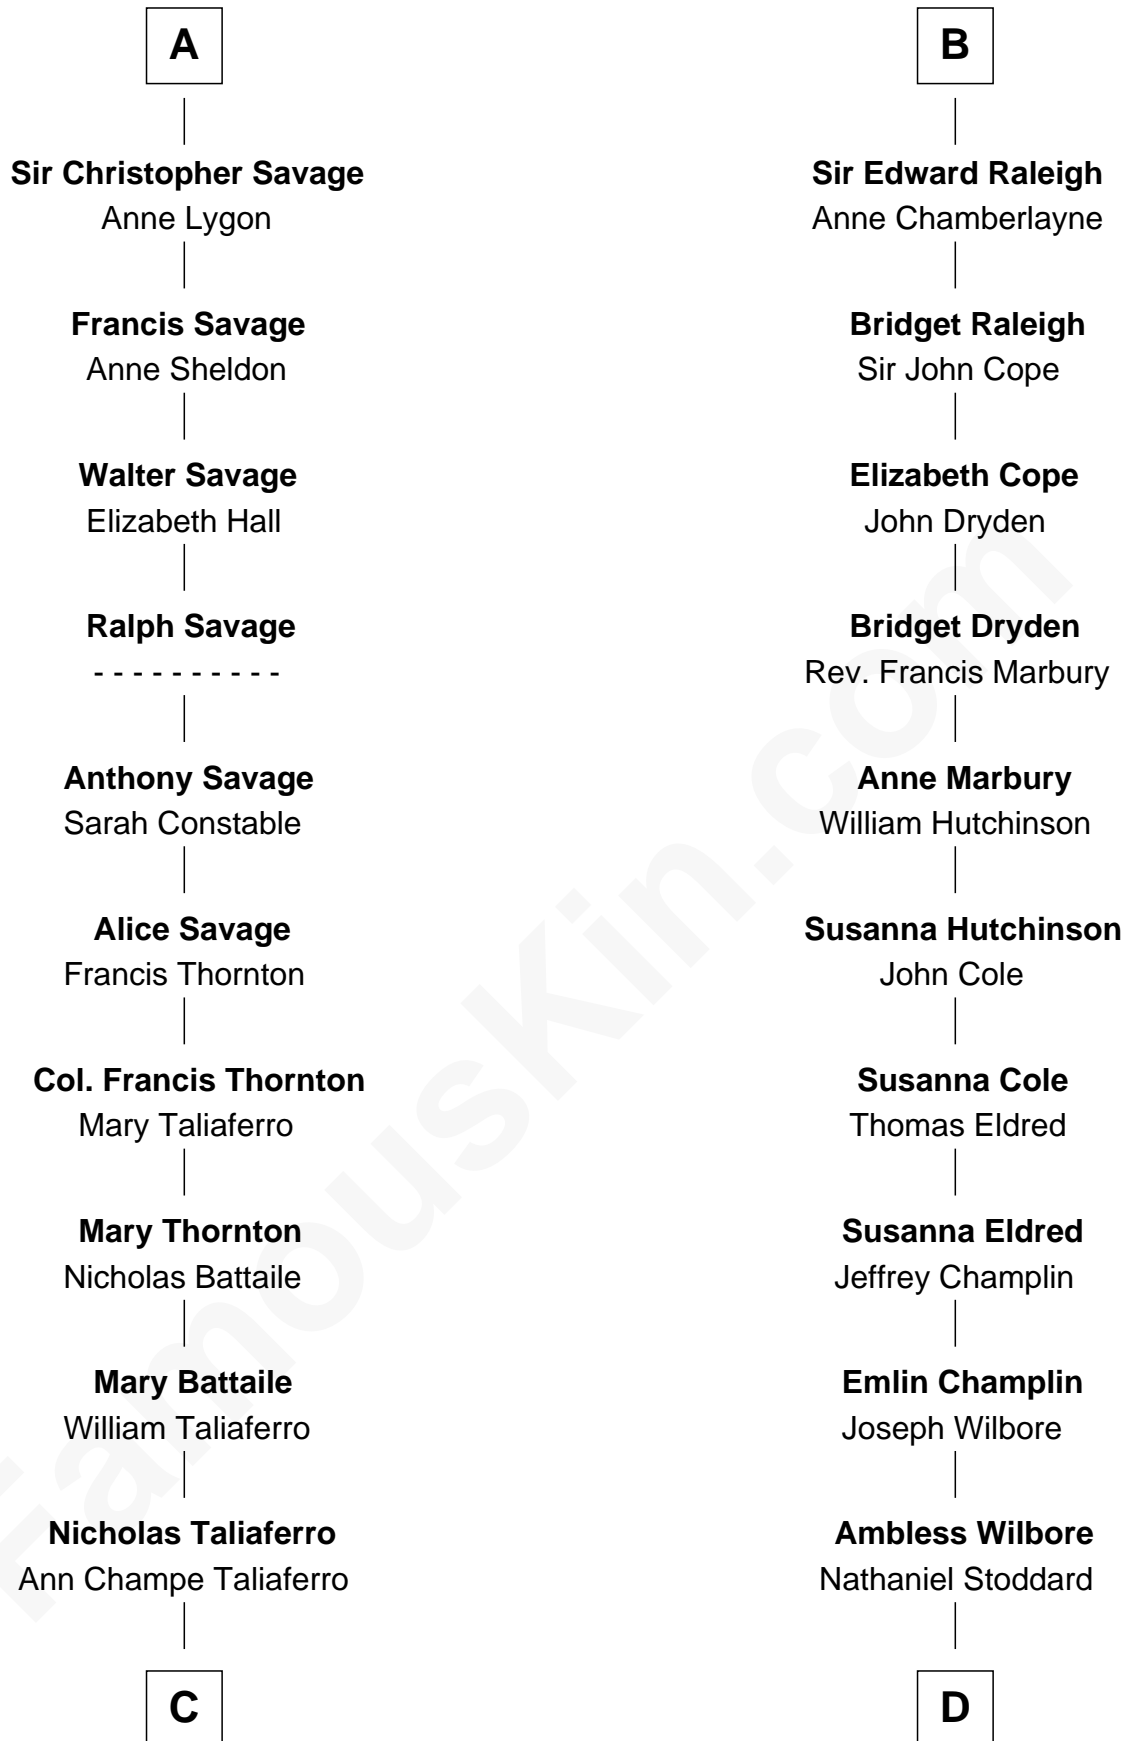 A
Sir Christopher Savage
Anne Lygon
Francis Savage
Anne Sheldon
Walter Savage
Elizabeth Hall
Ralph Savage
- - - - - - - - - -
Anthony Savage
Sarah Constable
Alice Savage
Francis Thornton
Col. Francis Thornton
Mary Taliaferro
Mary Thornton
Nicholas Battaile
Mary Battaile
William Taliaferro
Nicholas Taliaferro
Ann Champe Taliaferro
C
B
Sir Edward Raleigh
Anne Chamberlayne
Bridget Raleigh
Sir John Cope
Elizabeth Cope
John Dryden
Bridget Dryden
Rev. Francis Marbury
Anne Marbury
William Hutchinson
Susanna Hutchinson
John Cole
Susanna Cole
Thomas Eldred
Susanna Eldred
Jeffrey Champlin
Emlin Champlin
Joseph Wilbore
Ambless Wilbore
Nathaniel Stoddard
D
FamousKin.com